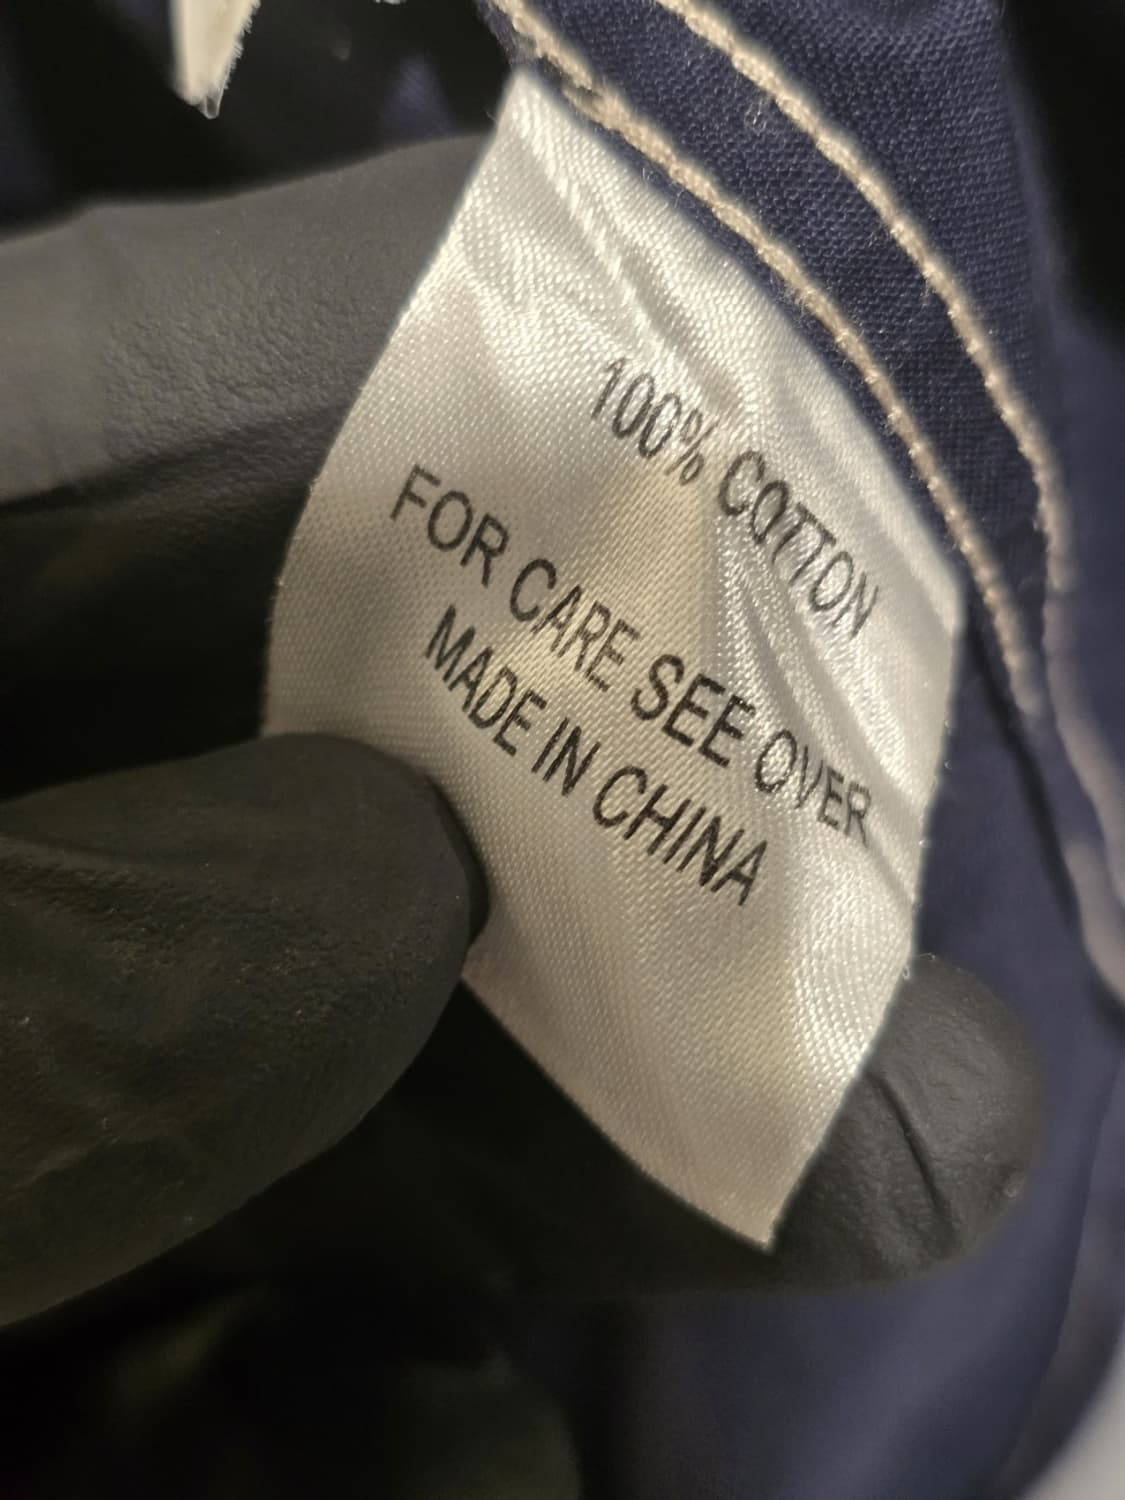 100% COTTON
FOR CARE SEE OVER
MADE IN CHINA